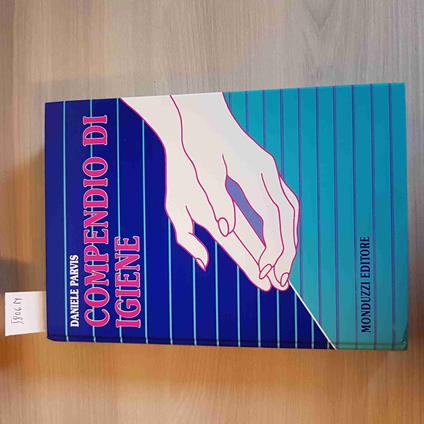 DANIELE PARVIS
COMPENDIO DI
IGIENE
MONDUZZI EDITORE